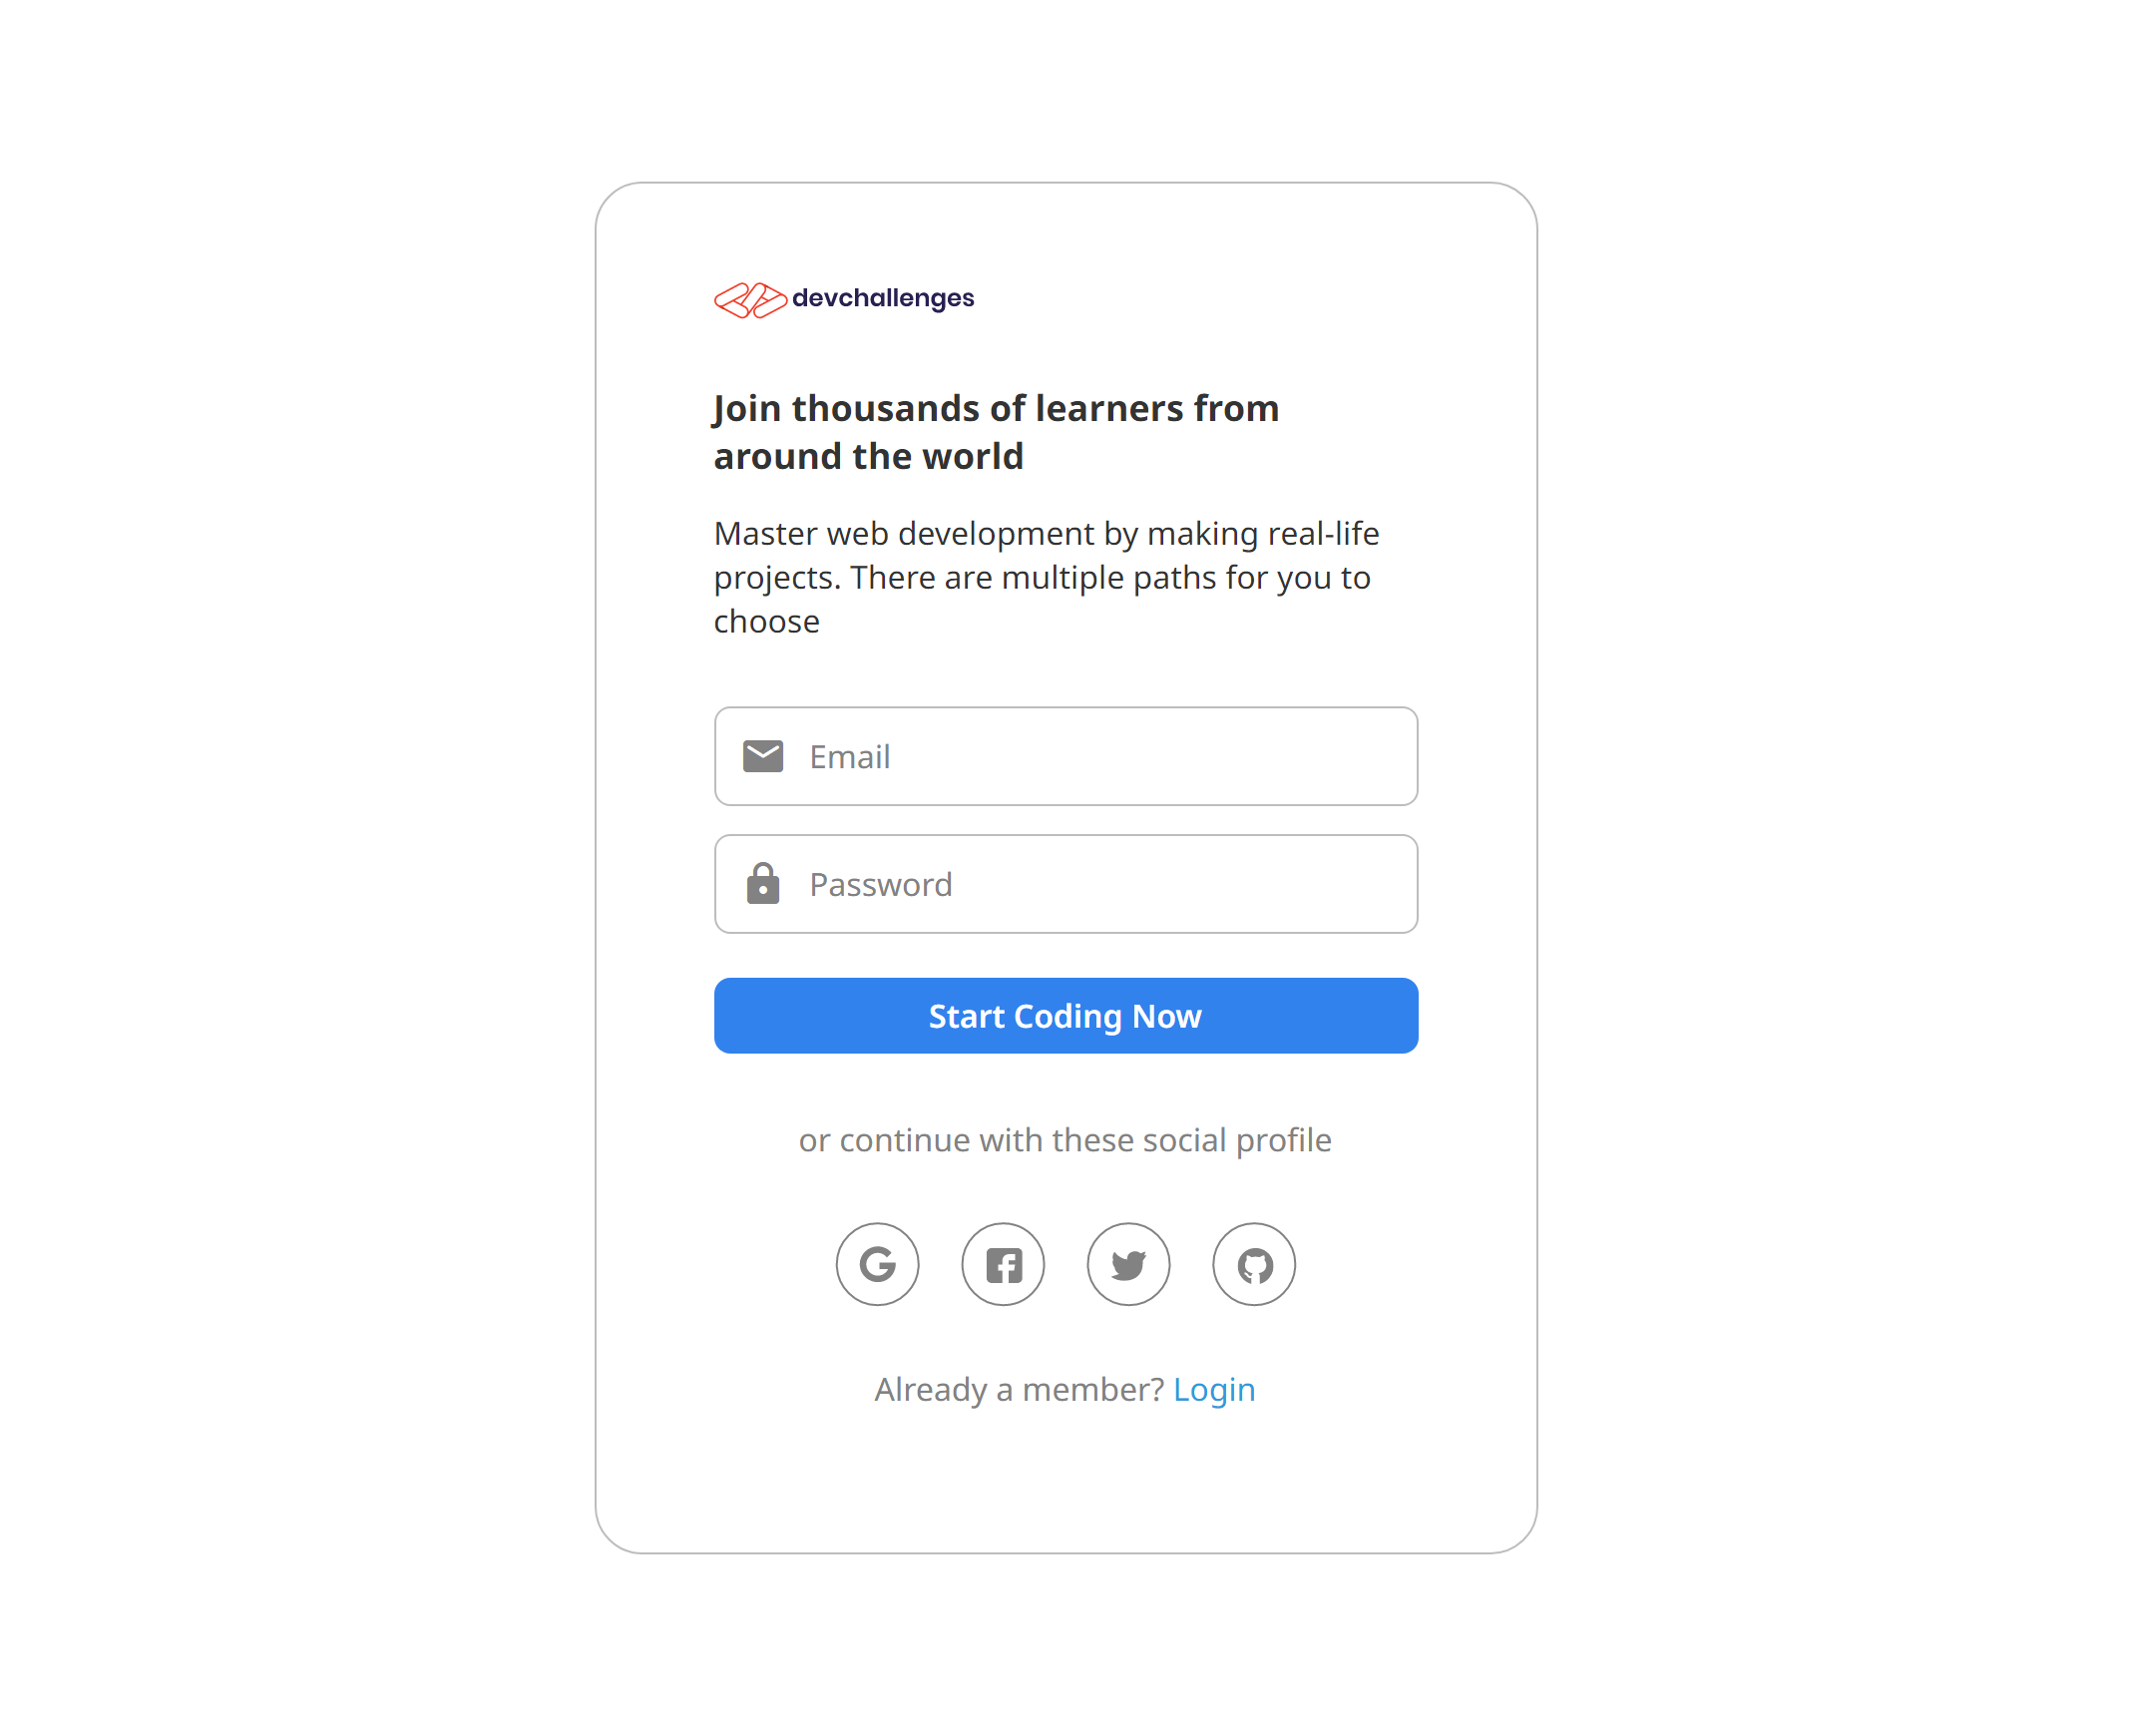 devchallenges
Join thousands of learners from
around the world
Master web development by making real-life
projects. There are multiple paths for you to
choose
Email
Password
Start Coding Now
or continue with these social profile
Already a member? Login